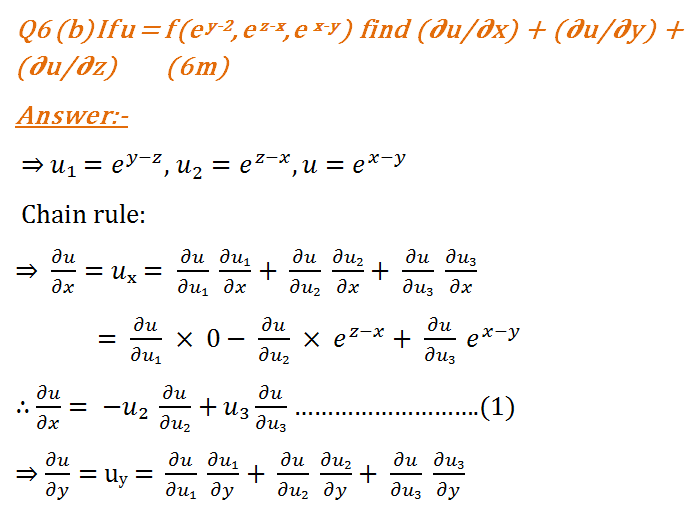 Q6 (b) If u = f(e^{y-2}, e^{z-x}, e^{x-y}) find (∂u/∂x) + (∂u/∂y) +
(∂u/∂z) (6m)
Answer:-
⇒ u₁ = e^{y−z}, u₂ = e^{z−x}, u = e^{x−y}
Chain rule:
⇒ ∂u/∂x = uₓ = ∂u/∂u₁ ∂u₁/∂x + ∂u/∂u₂ ∂u₂/∂x + ∂u/∂u₃ ∂u₃/∂x
= ∂u/∂u₁ × 0 − ∂u/∂u₂ × e^{z−x} + ∂u/∂u₃ e^{x−y}
∴ ∂u/∂x = −u₂ ∂u/∂u₂ + u₃ ∂u/∂u₃ ............................(1)
⇒ ∂u/∂y = u_y = ∂u/∂u₁ ∂u₁/∂y + ∂u/∂u₂ ∂u₂/∂y + ∂u/∂u₃ ∂u₃/∂y